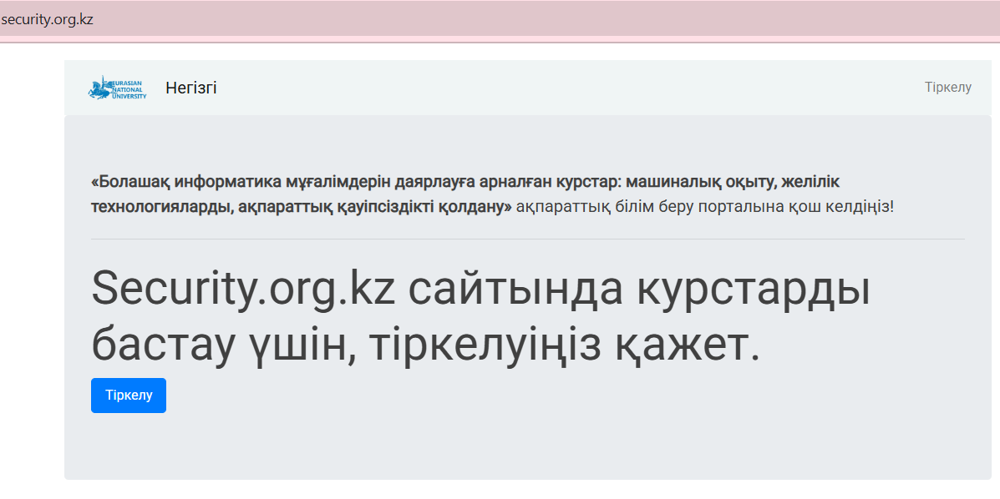 security.org.kz
EURASIAN
NATIONAL
UNIVERSITY
Негізгі
Тіркелу
«Болашақ информатика мұғалімдерін даярлауға арналған курстар: машиналық оқыту, желілік
технологияларды, ақпараттық қауіпсіздікті қолдану» ақпараттық білім беру порталына қош келдіңіз!
Security.org.kz сайтында курстарды
бастау үшін, тіркелуіңіз қажет.
Тіркелу